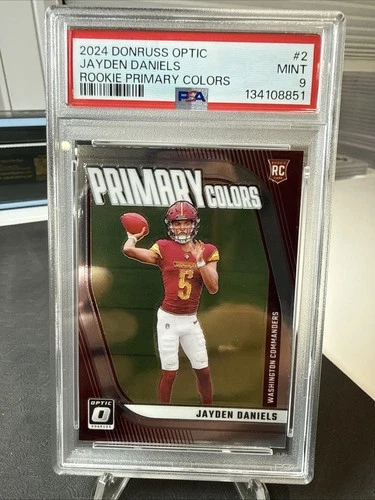 2024 DONRUSS OPTIC #2
JAYDEN DANIELS MINT
ROOKIE PRIMARY COLORS 9
PSA 134108851
PRIMARY COLORS
RC
5
WASHINGTON COMMANDERS
OPTIC
DONRUSS
JAYDEN DANIELS